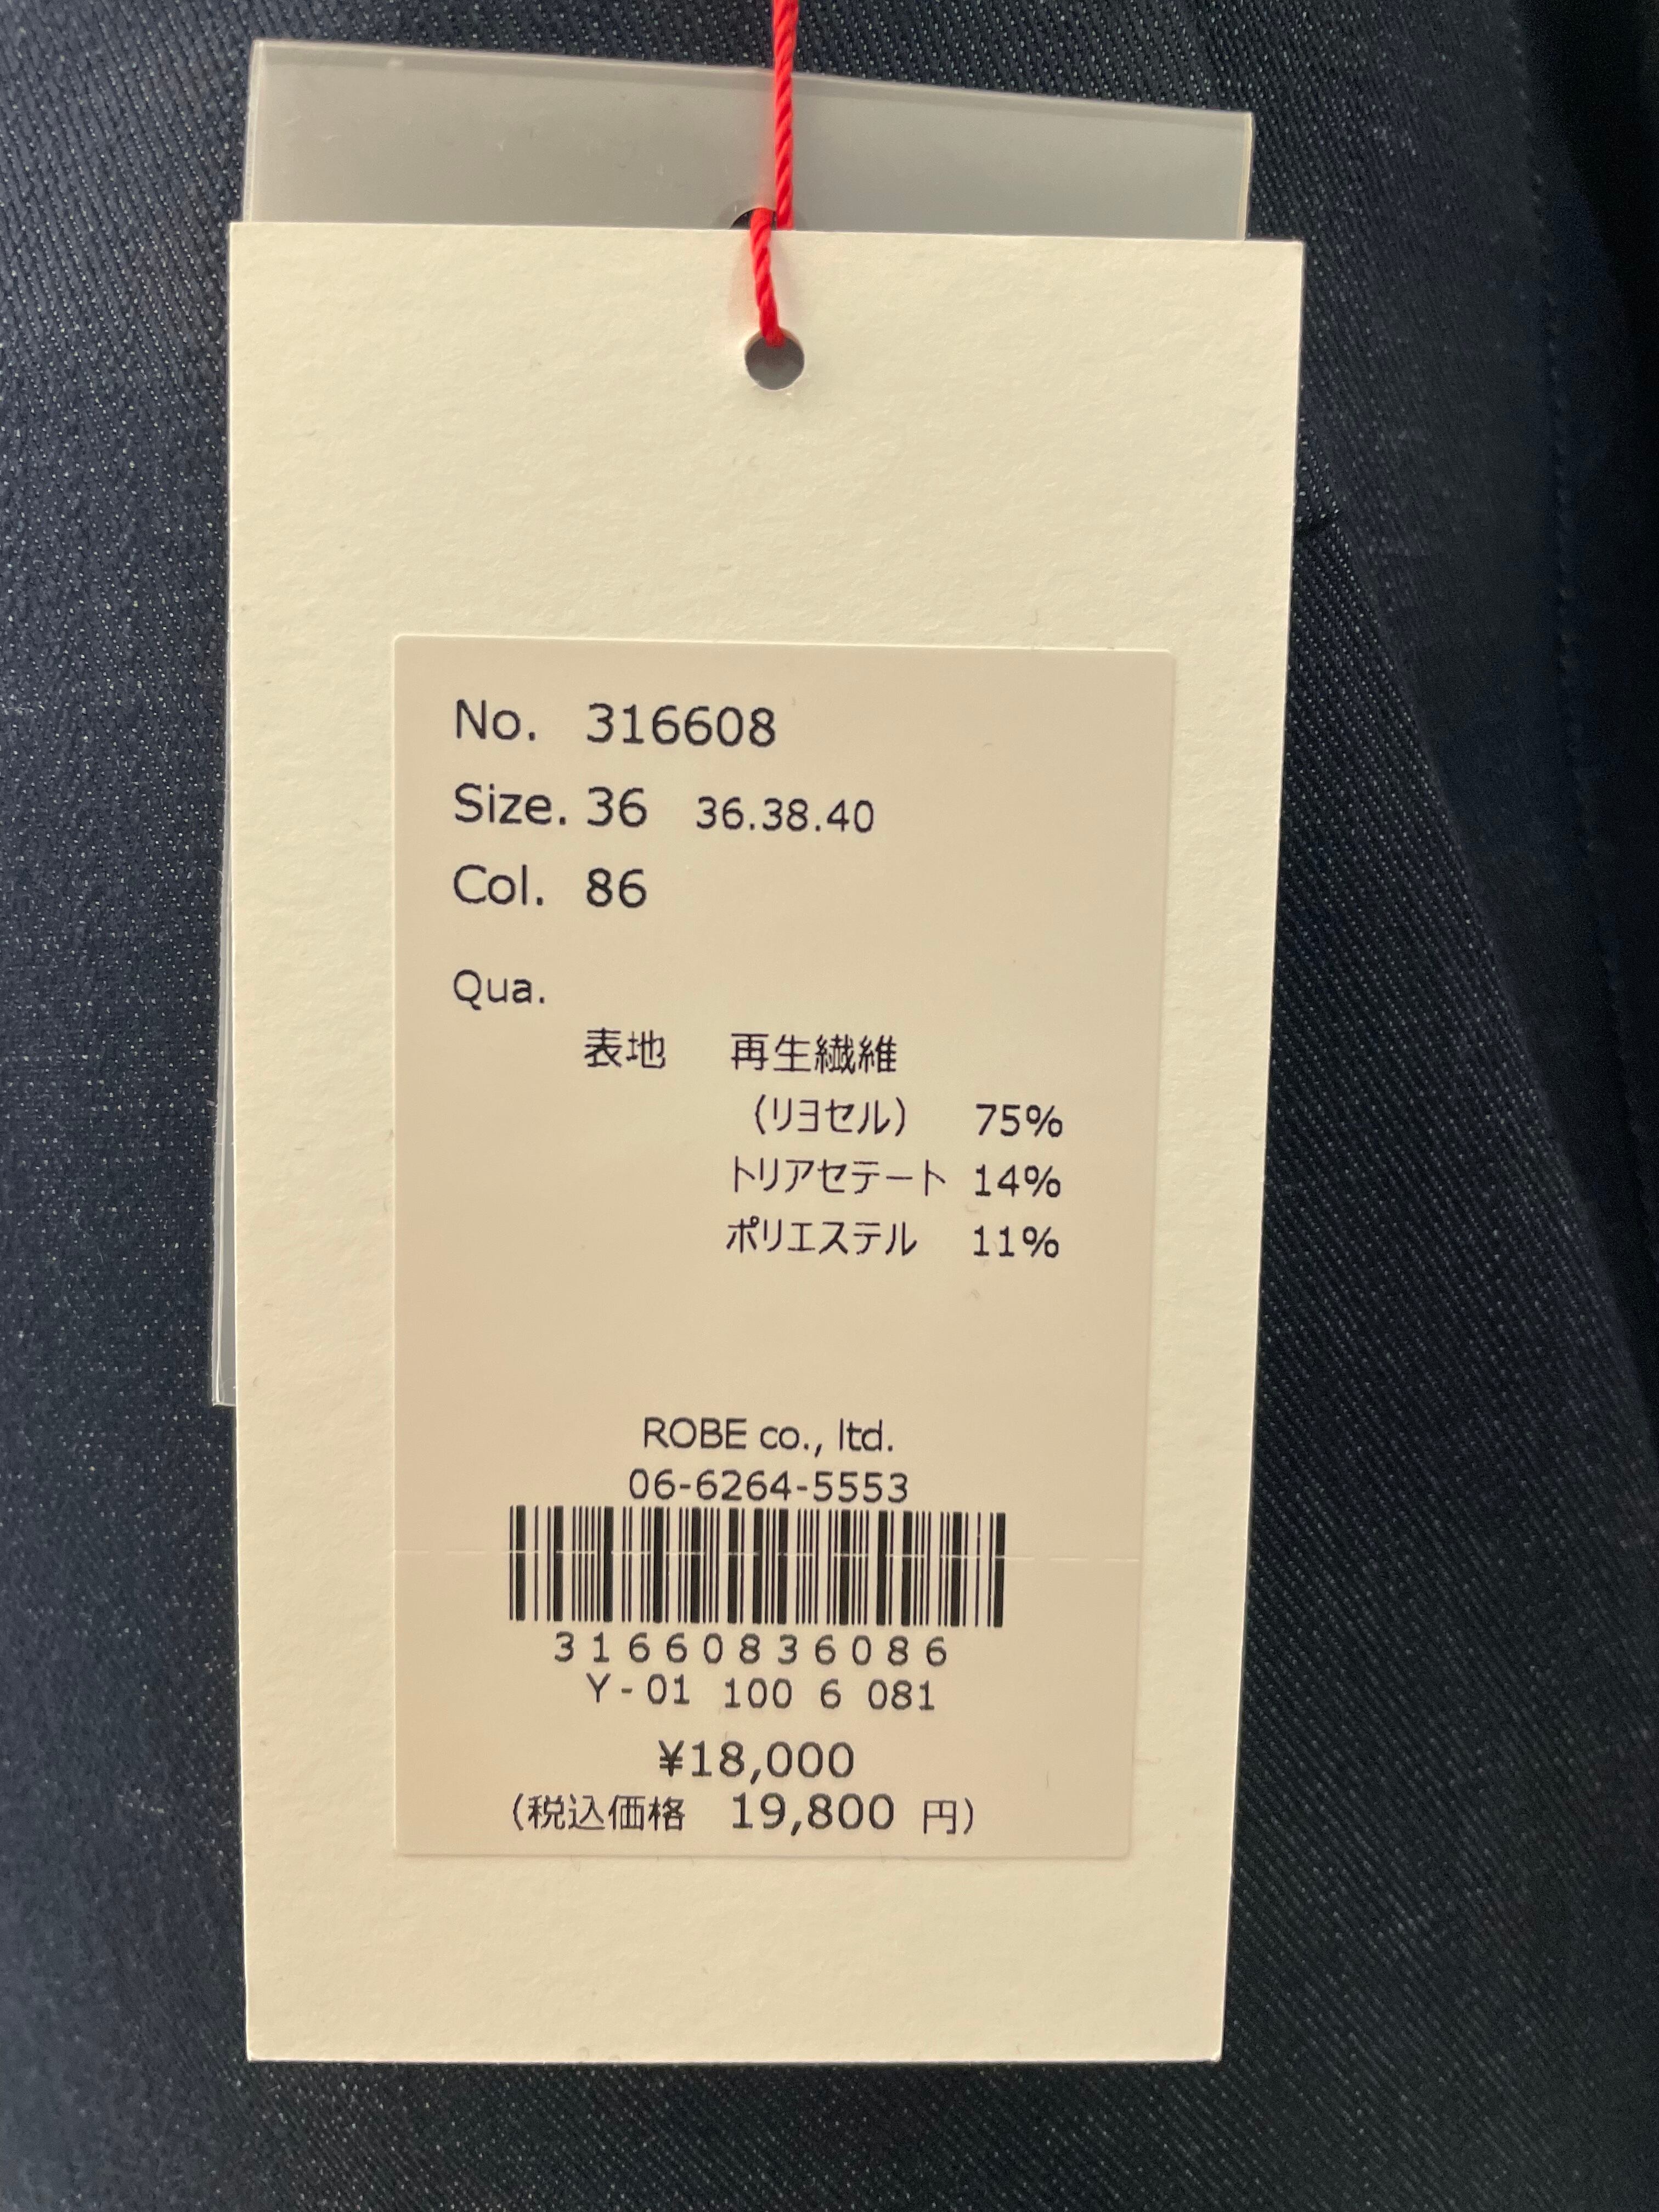 No. 316608
Size. 36 36.38.40
Col. 86
Qua.
表地 再生繊維
(リヨセル) 75%
トリアセテート 14%
ポリエステル 11%
ROBE co., ltd.
06-6264-5553
31660836086
Y-01 100 6 081
¥18,000
(税込価格 19,800 円)